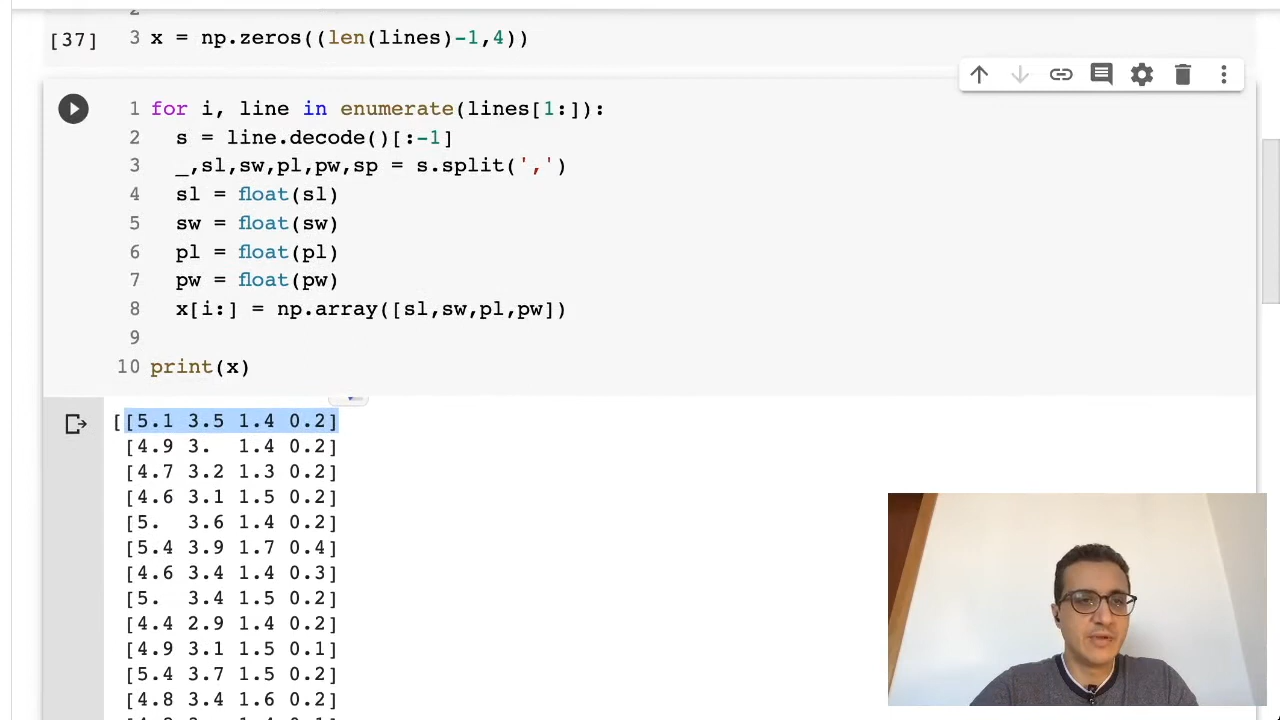 [37]
3 x = np.zeros((len(lines)-1,4))
1 for i, line in enumerate(lines[1:]):
2 s = line.decode()[:-1]
3 _,sl,sw,pl,pw,sp = s.split(',')
4 sl = float(sl)
5 sw = float(sw)
6 pl = float(pl)
7 pw = float(pw)
8 x[i:] = np.array([sl,sw,pl,pw])
9
10 print(x)
[[5.1 3.5 1.4 0.2]
[4.9 3. 1.4 0.2]
[4.7 3.2 1.3 0.2]
[4.6 3.1 1.5 0.2]
[5. 3.6 1.4 0.2]
[5.4 3.9 1.7 0.4]
[4.6 3.4 1.4 0.3]
[5. 3.4 1.5 0.2]
[4.4 2.9 1.4 0.2]
[4.9 3.1 1.5 0.1]
[5.4 3.7 1.5 0.2]
[4.8 3.4 1.6 0.2]